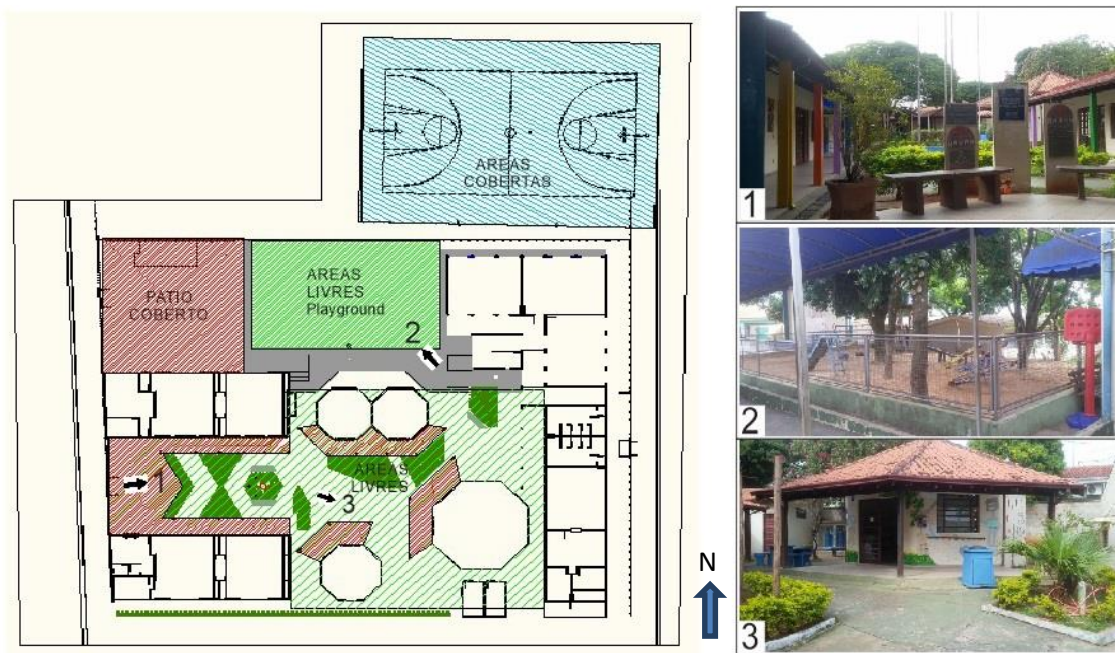 AREAS
COBERTAS
PATIO
COBERTO
AREAS
LIVRES
Playground
2
1
AREAS
LIVRES
3
N
1
2
3